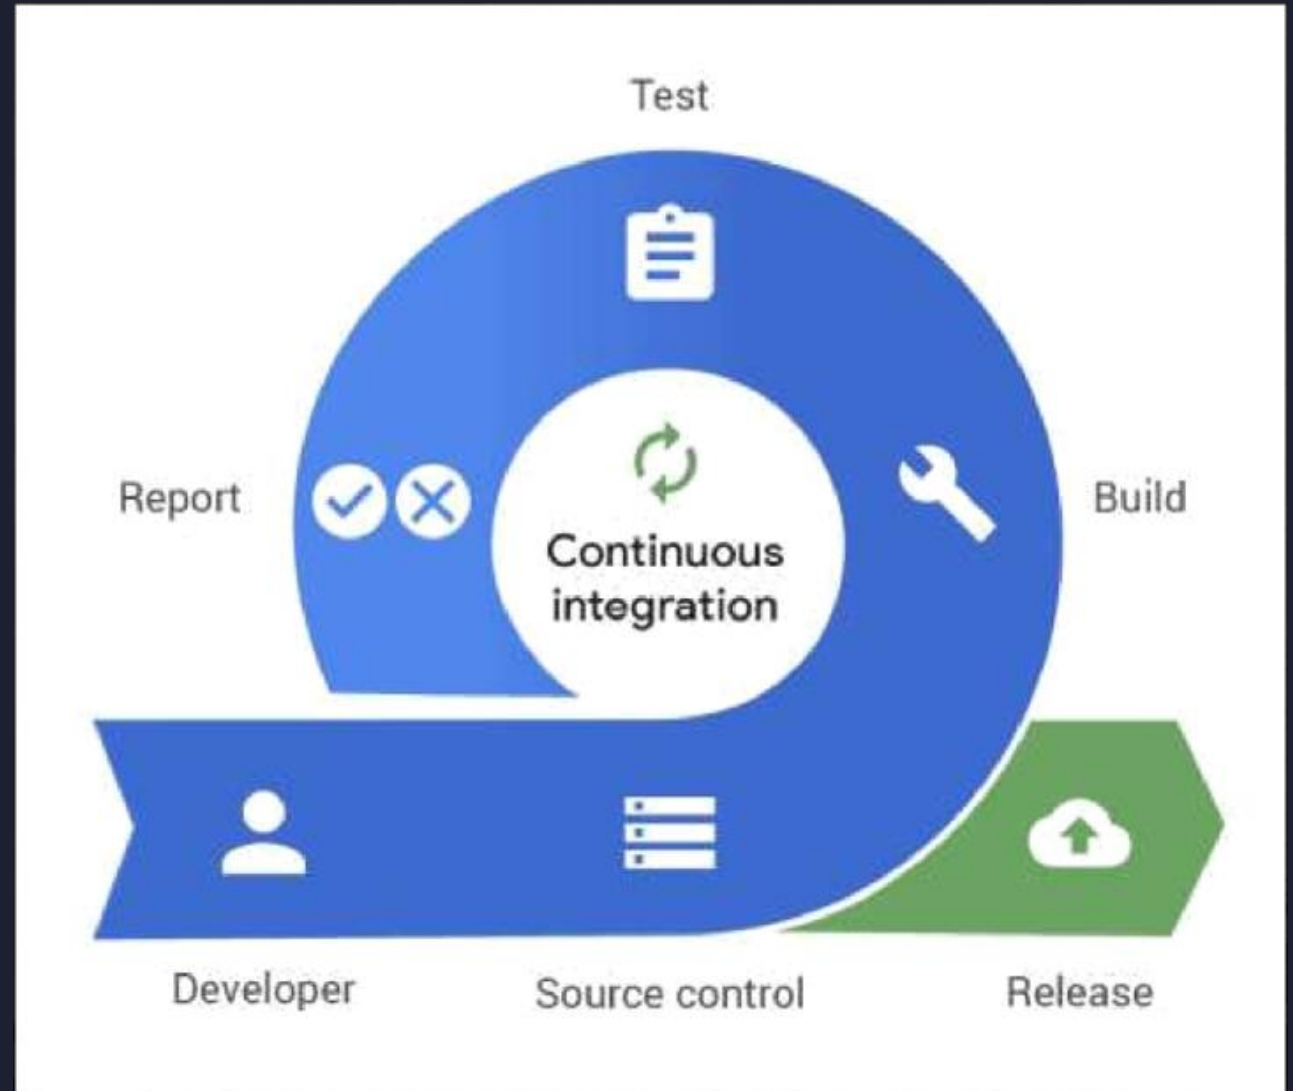 Test
Report
Continuous
integration
Build
Developer
Source control
Release